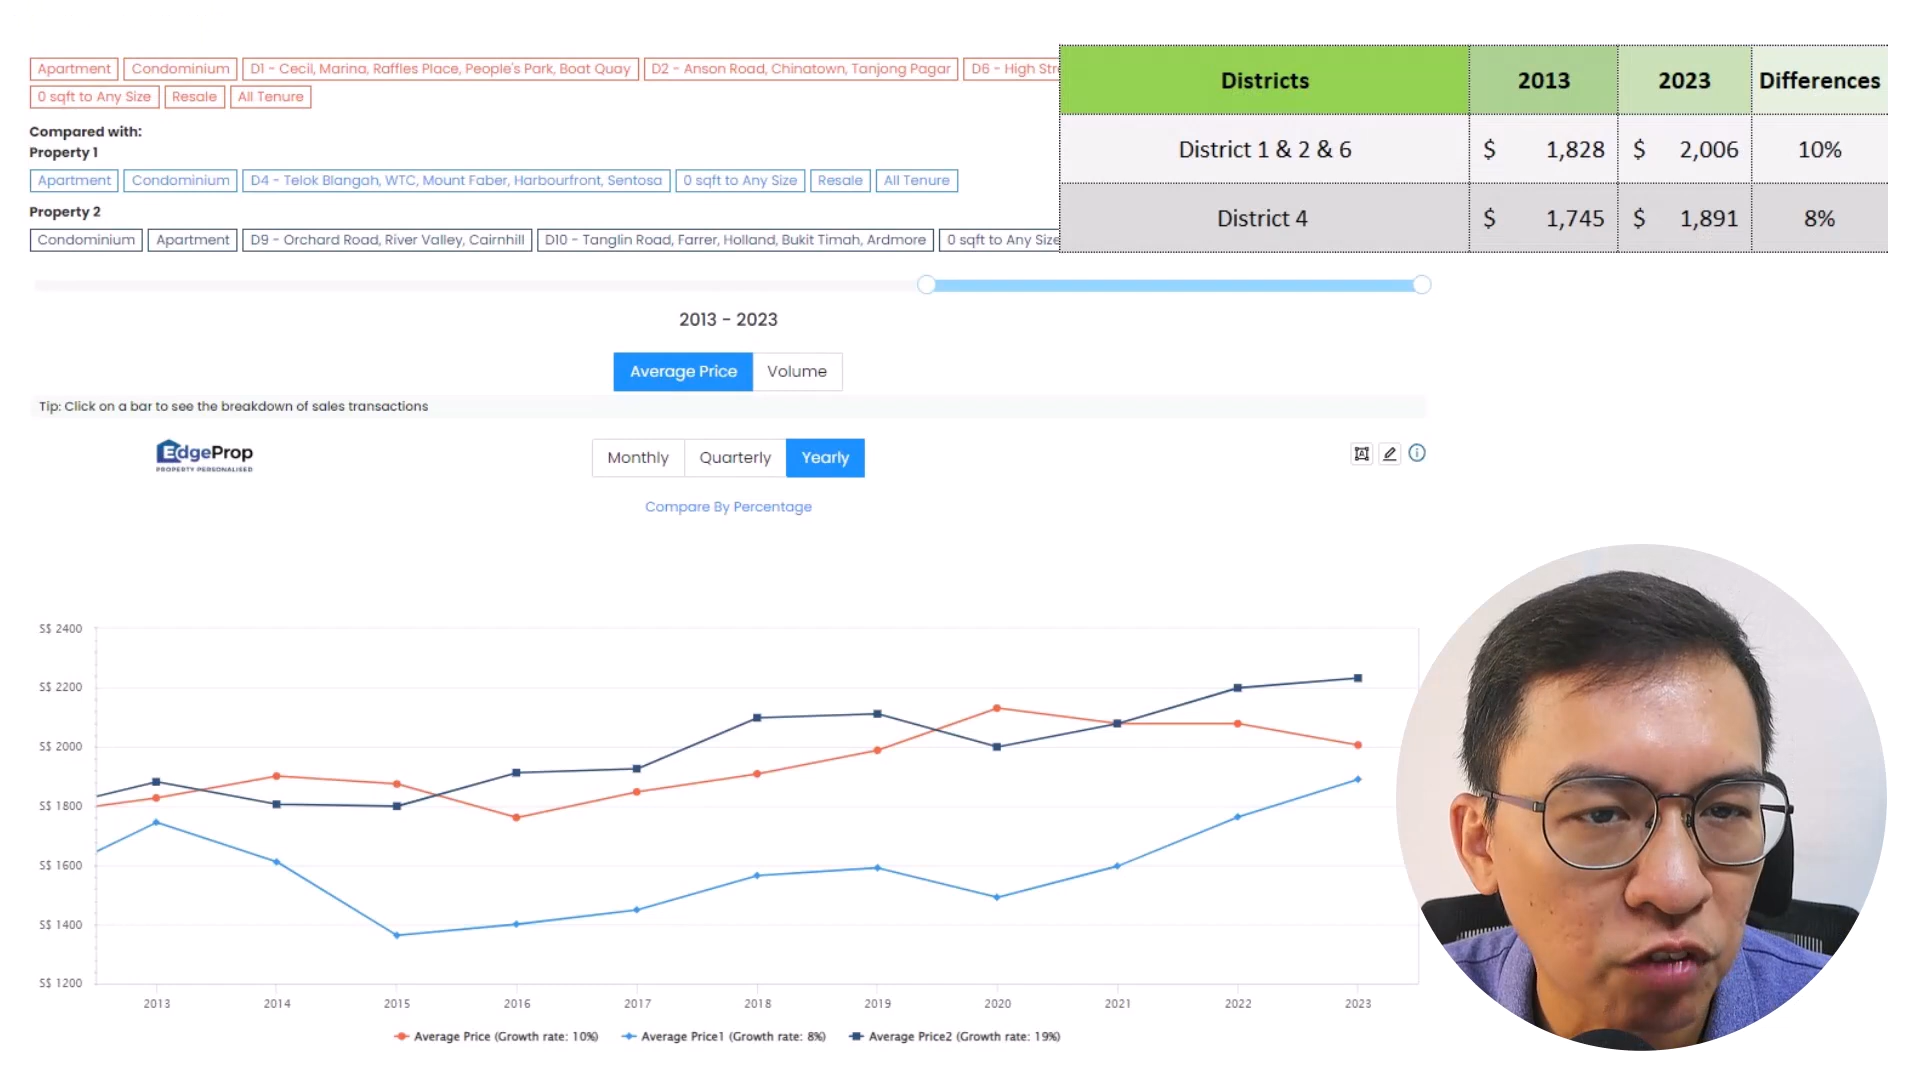 Apartment Condominium D1 - Cecil, Marina, Raffles Place, People's Park, Boat Quay D2 - Anson Road, Chinatown, Tanjong Pagar D6 - High
0 sqft to Any Size Resale All Tenure
Compared with:
Property 1
Apartment Condominium D4 - Telok Blangah, WTC, Mount Faber, Harbourfront, Sentosa 0 sqft to Any Size Resale All Tenure
Property 2
Condominium Apartment D9 - Orchard Road, River Valley, Cairnhill D10 - Tanglin Road, Farrer, Holland, Bukit Timah, Ardmore 0 sqft to Any Size
Districts 2013 2023 Differences
District 1 & 2 & 6 $ 1,828 $ 2,006 10%
District 4 $ 1,745 $ 1,891 8%
2013 - 2023
Average Price Volume
Tip: Click on a bar to see the breakdown of sales transactions
EdgeProp
PROPERTY PERSONALISED
Monthly Quarterly Yearly
Compare By Percentage
S$ 2400
S$ 2200
S$ 2000
S$ 1800
S$ 1600
S$ 1400
S$ 1200
2013 2014 2015 2016 2017 2018 2019 2020 2021 2022 2023
Average Price (Growth rate: 10%) Average Price1 (Growth rate: 8%) Average Price2 (Growth rate: 19%)